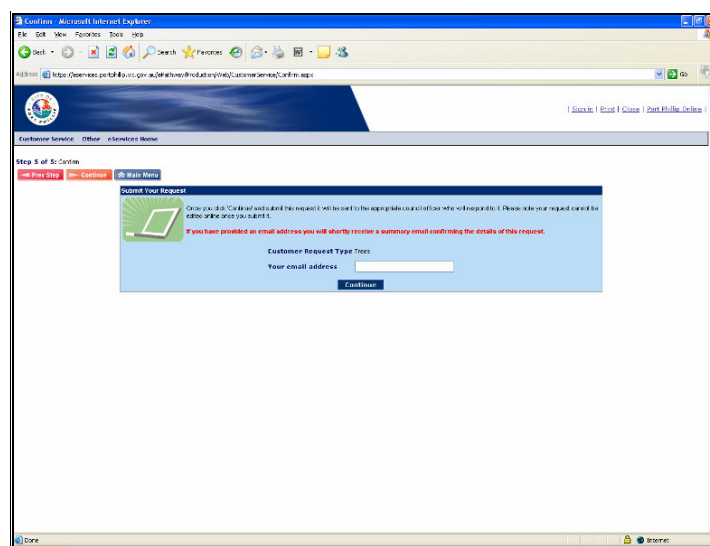 Confirm - Microsoft Internet Explorer
File Edit View Favorites Tools Help
Back Search Favorites
Address https://eservices.portphillip.vic.gov.au/ePathway/Production/Web/CustomerService/Confirm.aspx Go
CITY OF PORT PHILLIP
| Sign in | Print | Close | Port Phillip Online |
Customer Service Other eServices Home
Step 5 of 5: Confirm
Prev Step Continue Main Menu
Submit Your Request
Once you click 'Continue' and submit this request it will be sent to the appropriate council officer who will respond to it. Please note your request cannot be
edited online once you submit it.
If you have provided an email address you will shortly receive a summary email confirming the details of this request.
Customer Request Type Trees
Your email address
Continue
Done Internet